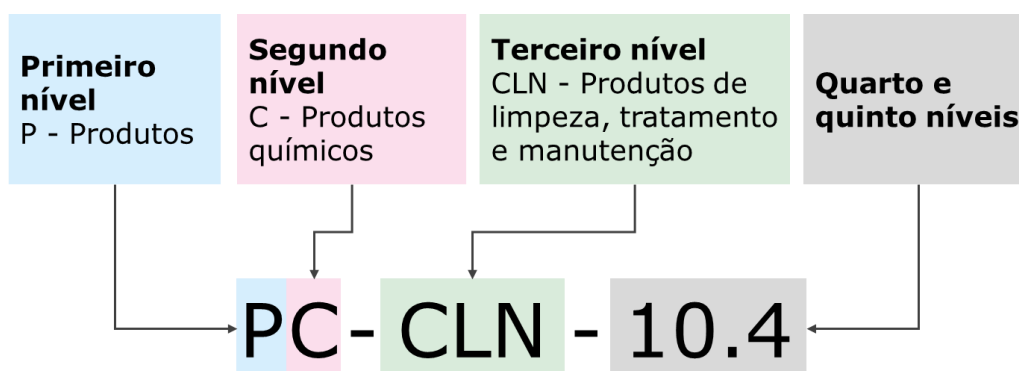 Primeiro
nível
P - Produtos
Segundo
nível
C - Produtos
químicos
Terceiro nível
CLN - Produtos de
limpeza, tratamento
e manutenção
Quarto e
quinto níveis
PC-CLN-10.4